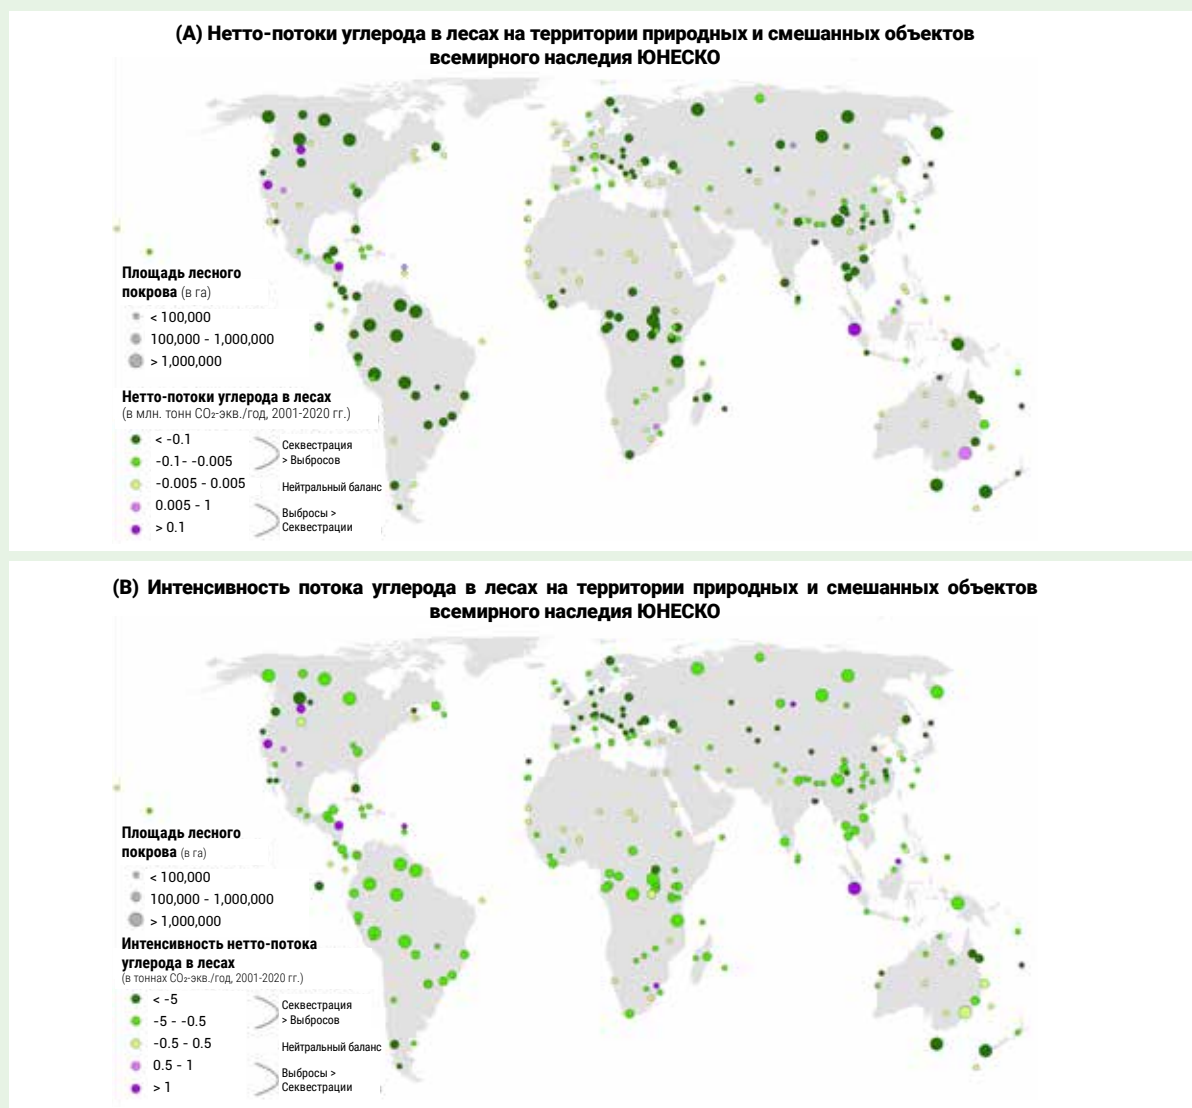 (А) Нетто-потоки углерода в лесах на территории природных и смешанных объектов
всемирного наследия ЮНЕСКО
Площадь лесного
покрова (в га)
< 100,000
100,000 - 1,000,000
> 1,000,000
Нетто-потоки углерода в лесах
(в млн. тонн CO₂-экв./год, 2001-2020 гг.)
< -0.1
-0.1- -0.005
-0.005 - 0.005
0.005 - 1
> 0.1
Секвестрация
> Выбросов
Нейтральный баланс
Выбросы >
Секвестрации
(В) Интенсивность потока углерода в лесах на территории природных и смешанных объектов
всемирного наследия ЮНЕСКО
Площадь лесного
покрова (в га)
< 100,000
100,000 - 1,000,000
> 1,000,000
Интенсивность нетто-потока
углерода в лесах
(в тоннах CO₂-экв./год, 2001-2020 гг.)
< -5
-5 - -0.5
-0.5 - 0.5
0.5 - 1
> 1
Секвестрация
> Выбросов
Нейтральный баланс
Выбросы >
Секвестрации